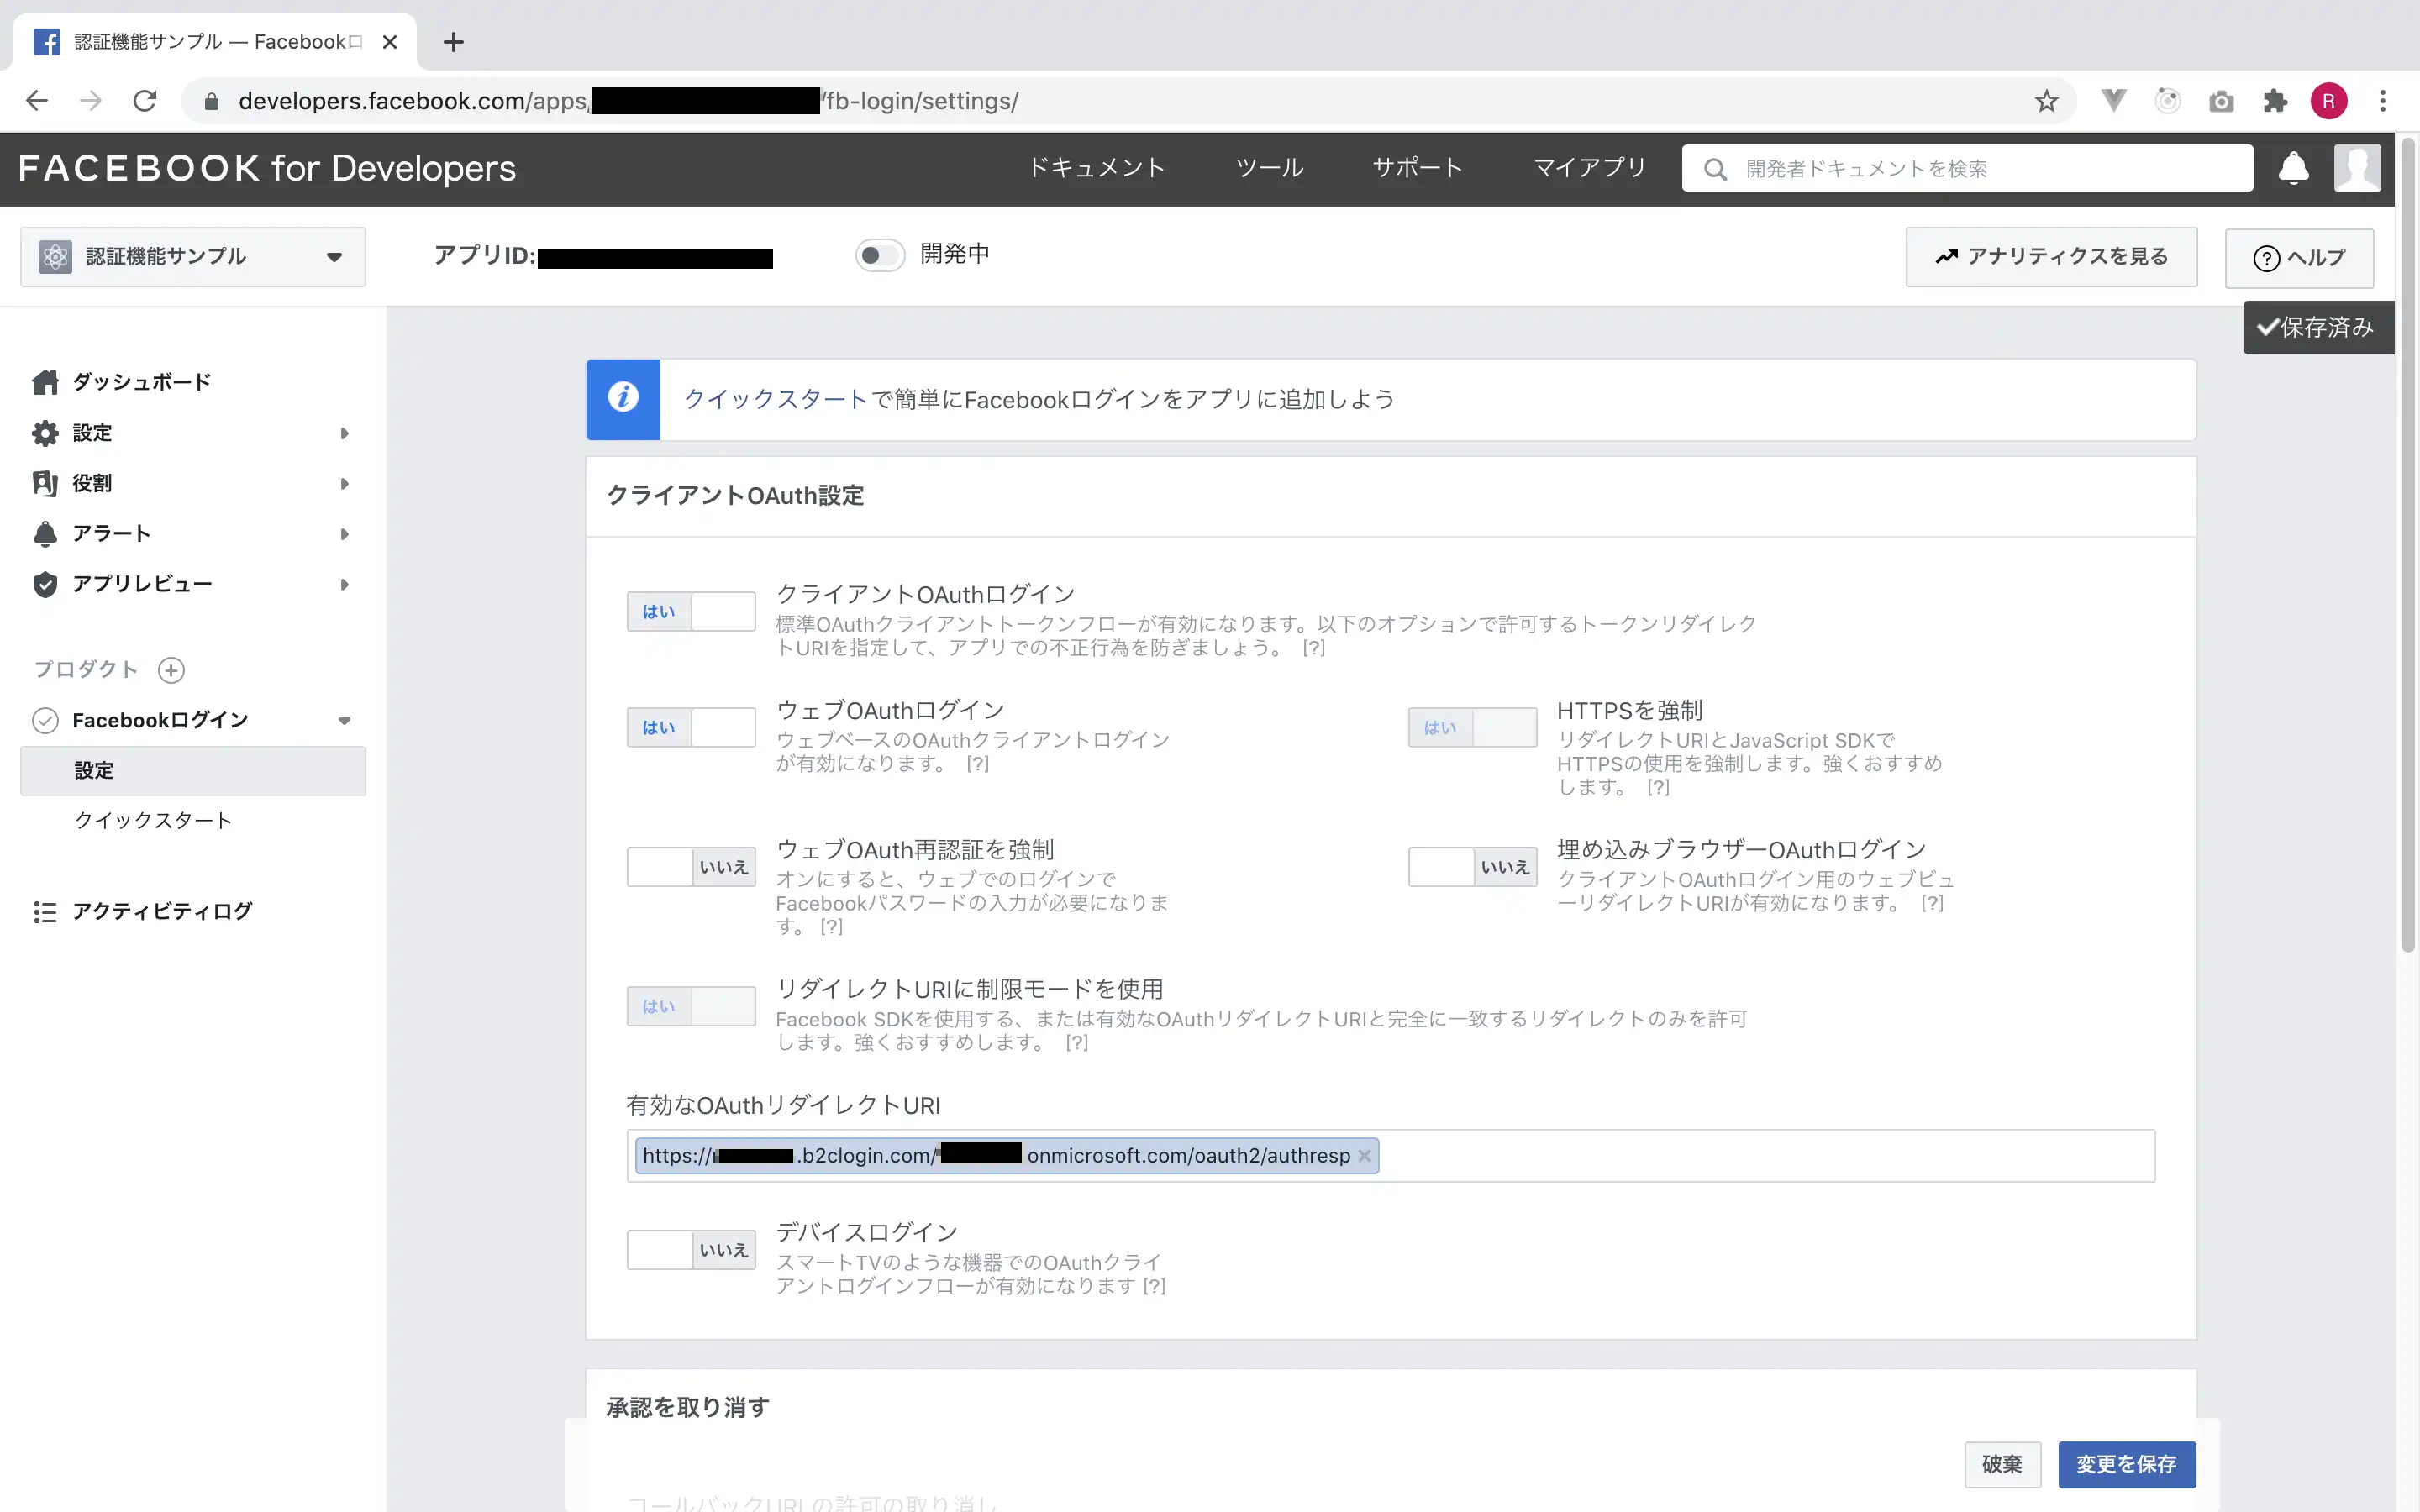 認証機能サンプル — Facebookロ
developers.facebook.com/apps/ /fb-login/settings/
R
FACEBOOK for Developers
ドキュメント ツール サポート マイアプリ 開発者ドキュメントを検索
認証機能サンプル アプリID: 開発中 アナリティクスを見る ? ヘルプ
保存済み
ダッシュボード
設定
役割
アラート
アプリレビュー
プロダクト
Facebookログイン
設定
クイックスタート
アクティビティログ
クイックスタートで簡単にFacebookログインをアプリに追加しよう
クライアントOAuth設定
はい
クライアントOAuthログイン
標準OAuthクライアントトークンフローが有効になります。以下のオプションで許可するトークンリダイレク
トURIを指定して、アプリでの不正行為を防ぎましょう。 [?]
はい
ウェブOAuthログイン
ウェブベースのOAuthクライアントログイン
が有効になります。 [?]
はい
HTTPSを強制
リダイレクトURIとJavaScript SDKで
HTTPSの使用を強制します。強くおすすめ
します。 [?]
いいえ
ウェブOAuth再認証を強制
オンにすると、ウェブでのログインで
Facebookパスワードの入力が必要になりま
す。 [?]
いいえ
埋め込みブラウザーOAuthログイン
クライアントOAuthログイン用のウェブビュ
ーリダイレクトURIが有効になります。 [?]
はい
リダイレクトURIに制限モードを使用
Facebook SDKを使用する、または有効なOAuthリダイレクトURIと完全に一致するリダイレクトのみを許可
します。強くおすすめします。 [?]
有効なOAuthリダイレクトURI
https:// .b2clogin.com/ onmicrosoft.com/oauth2/authresp
いいえ
デバイスログイン
スマートTVのような機器でのOAuthクライ
アントログインフローが有効になります [?]
承認を取り消す
破棄 変更を保存
コールバックURLの許可の取り消し